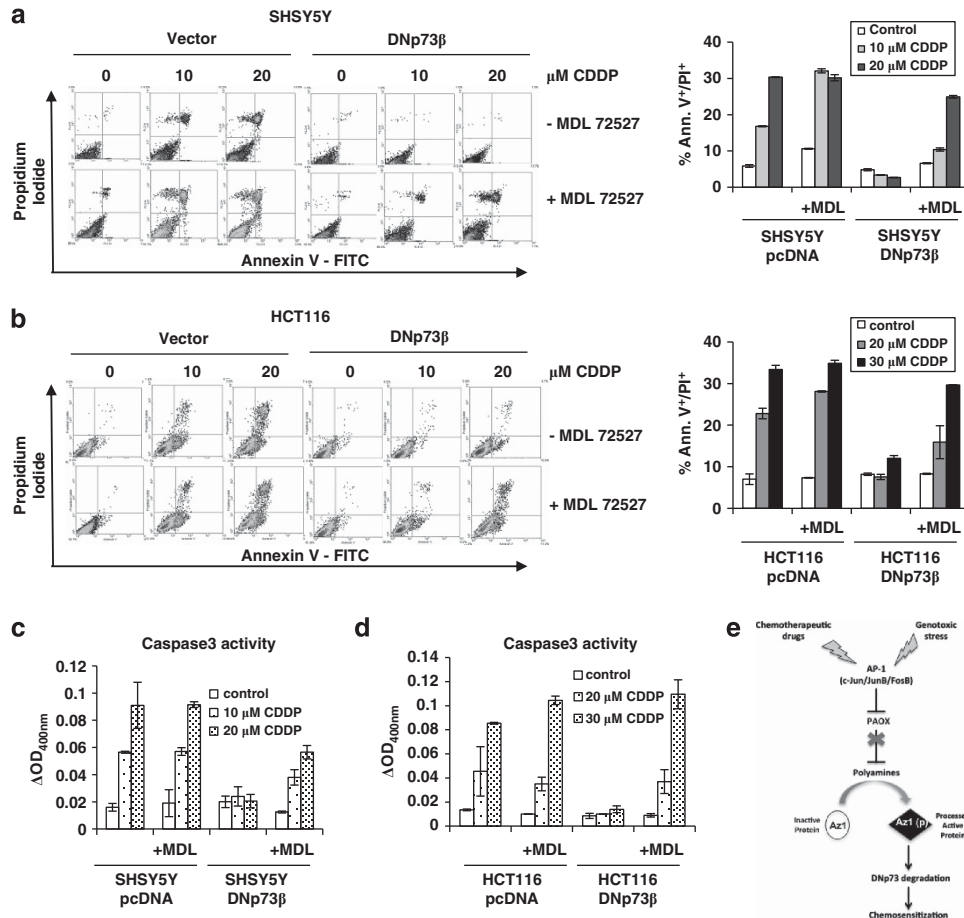 a
SHSY5Y
Vector
DNp73β
0 10 20 0 10 20 μM CDDP
- MDL 72527
+ MDL 72527
Propidium
Iodide
Annexin V - FITC
Control
10 μM CDDP
20 μM CDDP
% Ann. V+/PI+
40
30
20
10
0
+MDL +MDL
SHSY5Y SHSY5Y
pcDNA DNp73β
b
HCT116
Vector
DNp73β
0 10 20 0 10 20 μM CDDP
- MDL 72527
+ MDL 72527
Propidium
Iodide
Annexin V - FITC
control
20 μM CDDP
30 μM CDDP
% Ann. V+/PI+
40
30
20
10
0
+MDL +MDL
HCT116 HCT116
pcDNA DNp73β
c
Caspase3 activity
control
10 μM CDDP
20 μM CDDP
ΔOD400nm
0.12
0.1
0.08
0.06
0.04
0.02
0
+MDL +MDL
SHSY5Y SHSY5Y
pcDNA DNp73β
d
Caspase3 activity
control
20 μM CDDP
30 μM CDDP
ΔOD400nm
0.12
0.1
0.08
0.06
0.04
0.02
0
+MDL +MDL
HCT116 HCT116
pcDNA DNp73β
e
Chemotherapeutic
drugs
Genotoxic
stress
AP-1
(c-Jun/JunB/FosB)
PAOX
Polyamines
Inactive
Protein
Az1
Az1 (p)
Processe
Active
Protein
DNp73 degradation
Chemosensitization